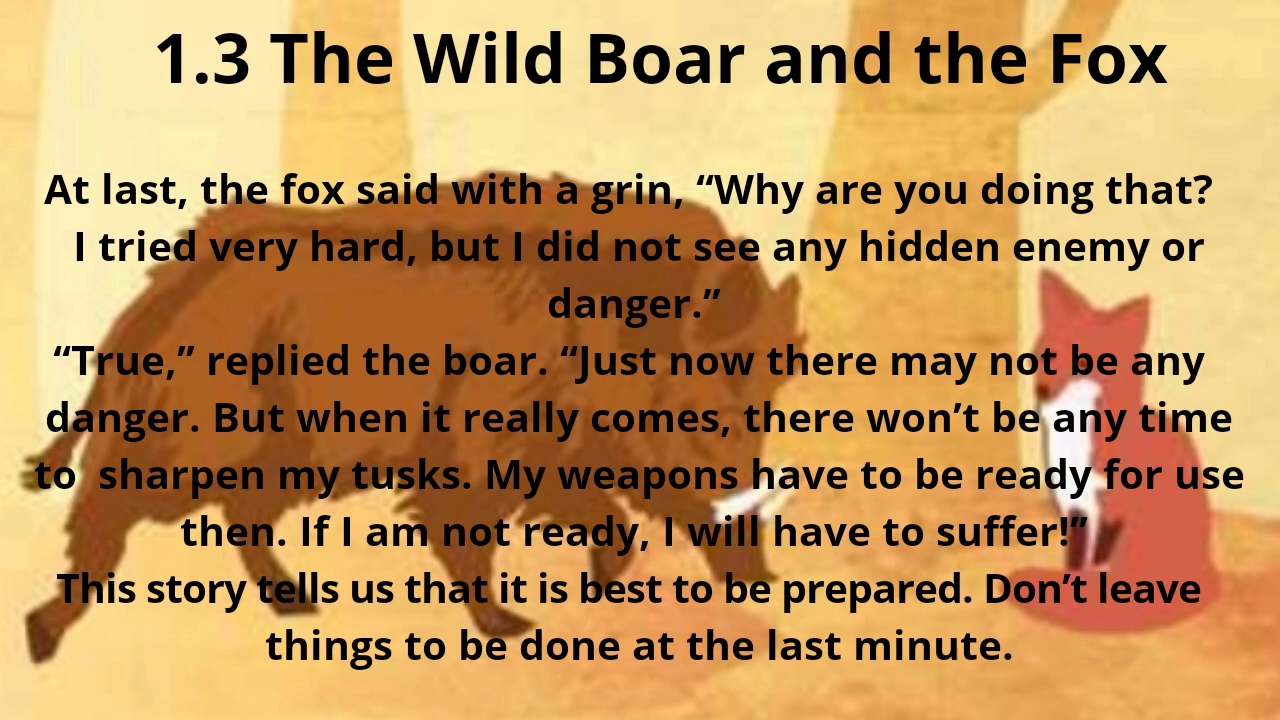 1.3 The Wild Boar and the Fox
At last, the fox said with a grin, “Why are you doing that?
I tried very hard, but I did not see any hidden enemy or
danger.”
“True,” replied the boar. “Just now there may not be any
danger. But when it really comes, there won’t be any time
to  sharpen my tusks. My weapons have to be ready for use
then. If I am not ready, I will have to suffer!”
This story tells us that it is best to be prepared. Don’t leave
things to be done at the last minute.